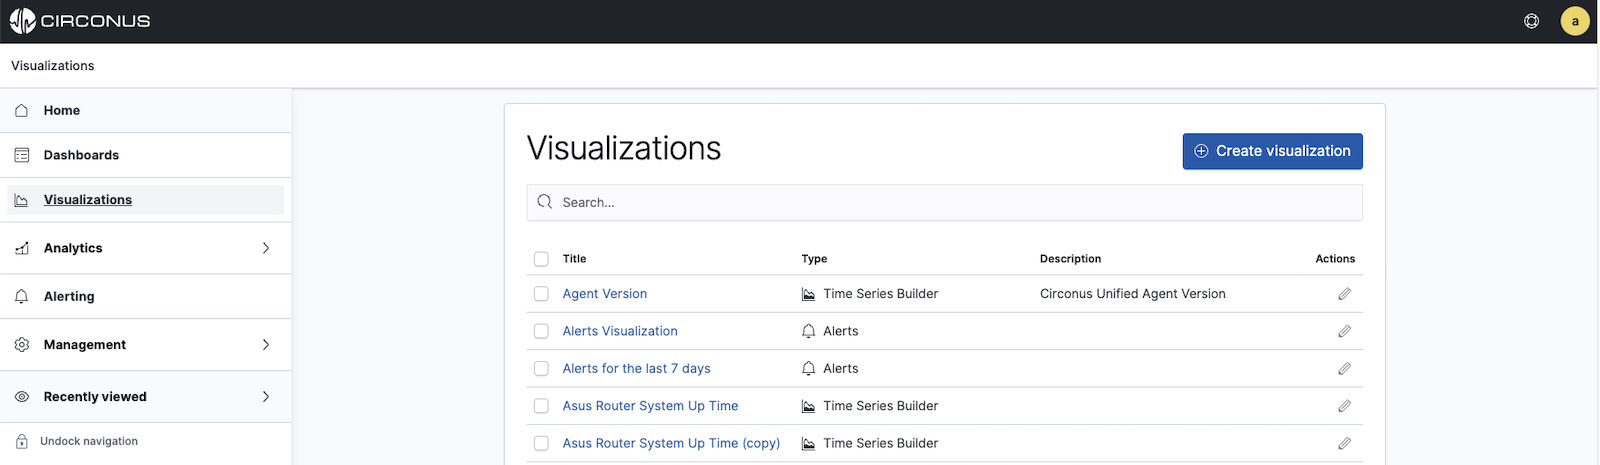 CIRCONUS
a
Visualizations
Home
Dashboards
Visualizations
Analytics
Alerting
Management
Recently viewed
Undock navigation
Visualizations
Create visualization
Search...
Title Type Description Actions
Agent Version Time Series Builder Circonus Unified Agent Version
Alerts Visualization Alerts
Alerts for the last 7 days Alerts
Asus Router System Up Time Time Series Builder
Asus Router System Up Time (copy) Time Series Builder